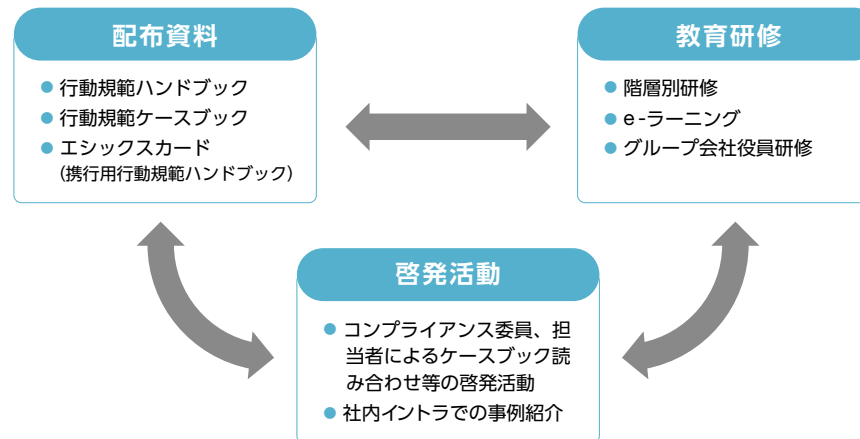 配布資料
● 行動規範ハンドブック
● 行動規範ケースブック
● エシックスカード
(携行用行動規範ハンドブック)
教育研修
● 階層別研修
● e-ラーニング
● グループ会社役員研修
啓発活動
● コンプライアンス委員、担
当者によるケースブック読
み合わせ等の啓発活動
● 社内イントラでの事例紹介